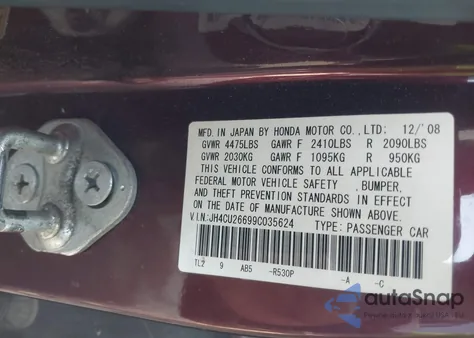 MFD. IN JAPAN BY HONDA MOTOR CO., LTD: 12/'08
GVWR 4475LBS GAWR F 2410LBS R 2090LBS
GVWR 2030KG GAWR F 1095KG R 950KG
THIS VEHICLE CONFORMS TO ALL APPLICABLE
FEDERAL MOTOR VEHICLE SAFETY , BUMPER,
AND THEFT PREVENTION STANDARDS IN EFFECT
ON THE DATE OF MANUFACTURE SHOWN ABOVE.
V.I.N:JH4CU26699C035624 TYPE: PASSENGER CAR
TL2 9 AB5 -R530P -A -C
autoSnap